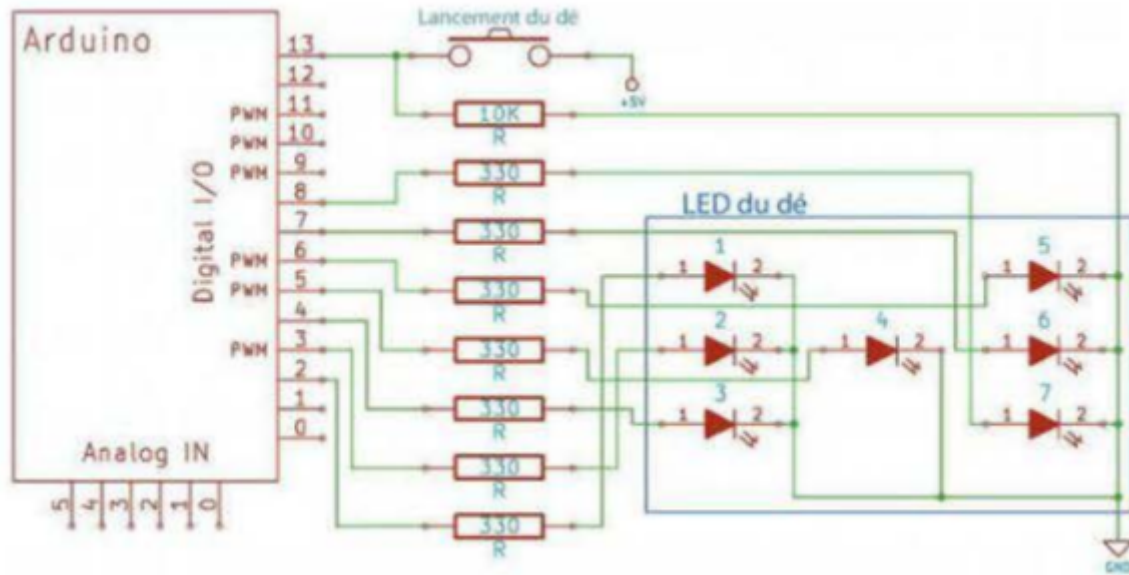 Lancement du dé
Arduino
13
12
PWM 11
PWM 10
PWM 9
8
7
PWM 6
PWM 5
4
PWM 3
2
1
0
Digital I/O
+5V
10K
R
330
R
330
R
330
R
330
R
330
R
330
R
330
R
LED du dé
1
1 2
5
1 2
2
1 2
4
1 2
6
1 2
3
1 2
7
1 2
Analog IN
5 4 3 2 1 0
GND